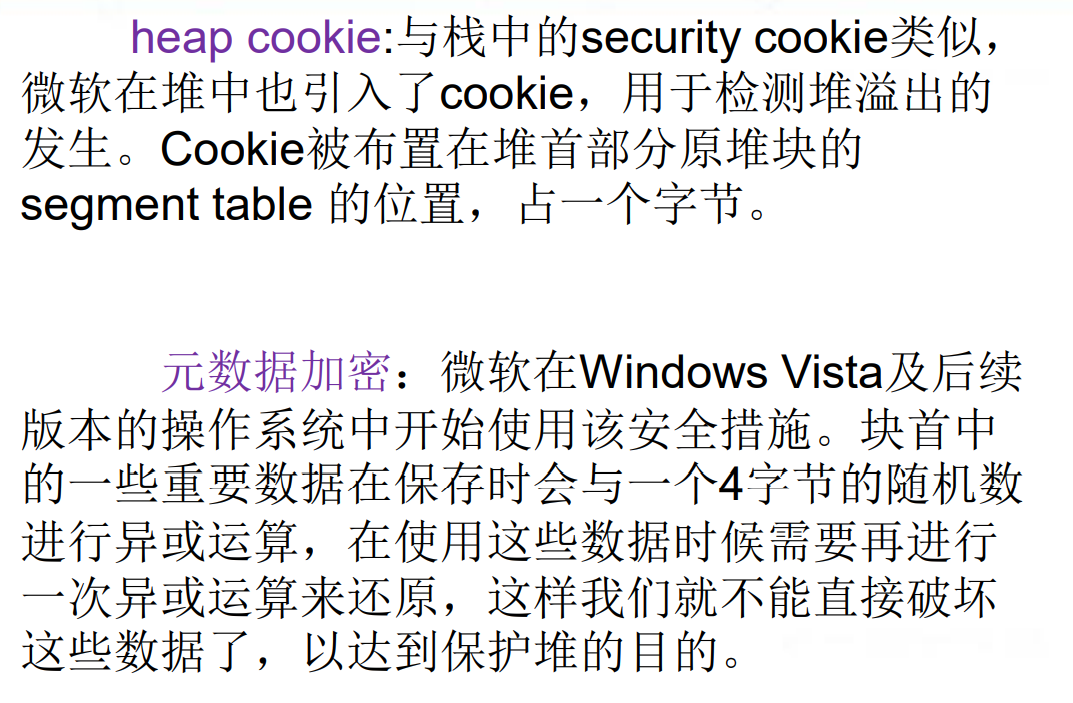 heap cookie:与栈中的security cookie类似，
微软在堆中也引入了cookie，用于检测堆溢出的
发生。Cookie被布置在堆首部分原堆块的
segment table 的位置，占一个字节。
元数据加密：微软在Windows Vista及后续
版本的操作系统中开始使用该安全措施。块首中
的一些重要数据在保存时会与一个4字节的随机数
进行异或运算，在使用这些数据时候需要再进行
一次异或运算来还原，这样我们就不能直接破坏
这些数据了，以达到保护堆的目的。